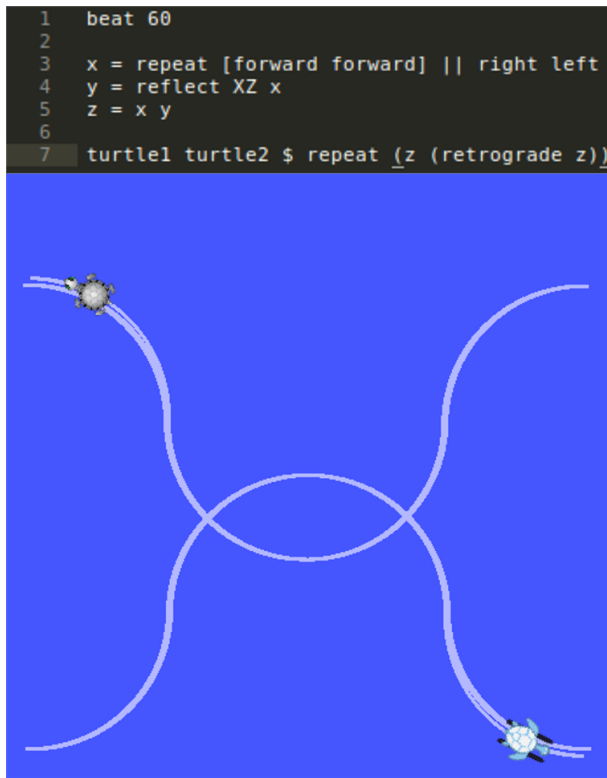 1 beat 60
2
3 x = repeat [forward forward] || right left
4 y = reflect XZ x
5 z = x y
6
7 turtle1 turtle2 $ repeat (z (retrograde z))